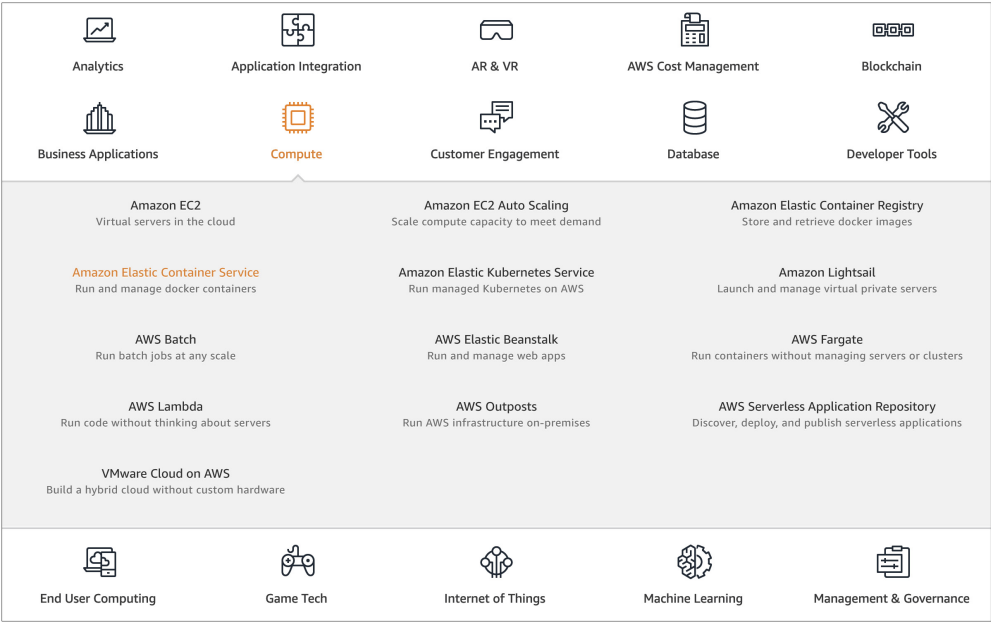 Analytics
Application Integration
AR & VR
AWS Cost Management
Blockchain
Business Applications
Compute
Customer Engagement
Database
Developer Tools
Amazon EC2
Virtual servers in the cloud
Amazon EC2 Auto Scaling
Scale compute capacity to meet demand
Amazon Elastic Container Registry
Store and retrieve docker images
Amazon Elastic Container Service
Run and manage docker containers
Amazon Elastic Kubernetes Service
Run managed Kubernetes on AWS
Amazon Lightsail
Launch and manage virtual private servers
AWS Batch
Run batch jobs at any scale
AWS Elastic Beanstalk
Run and manage web apps
AWS Fargate
Run containers without managing servers or clusters
AWS Lambda
Run code without thinking about servers
AWS Outposts
Run AWS infrastructure on-premises
AWS Serverless Application Repository
Discover, deploy, and publish serverless applications
VMware Cloud on AWS
Build a hybrid cloud without custom hardware
End User Computing
Game Tech
Internet of Things
Machine Learning
Management & Governance